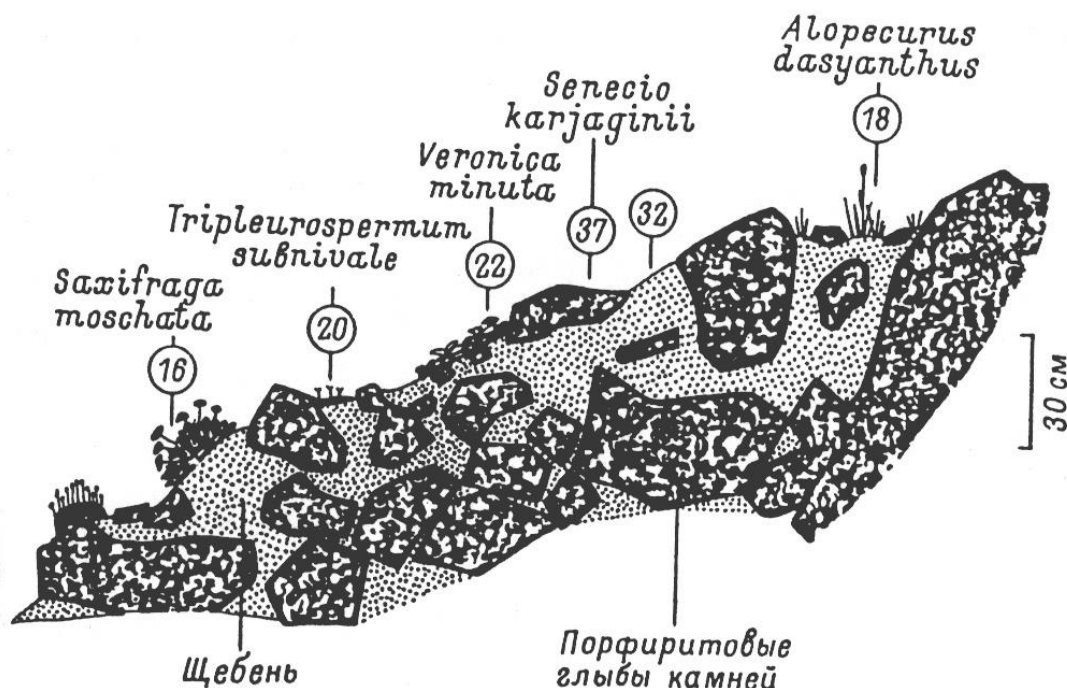 Alopecurus
dasyanthus
18
Senecio
karjaginii
37
32
Veronica
minuta
22
Tripleurospermum
subnivale
20
Saxifraga
moschata
16
30 см
Щебень
Порфиритовые
глыбы камней